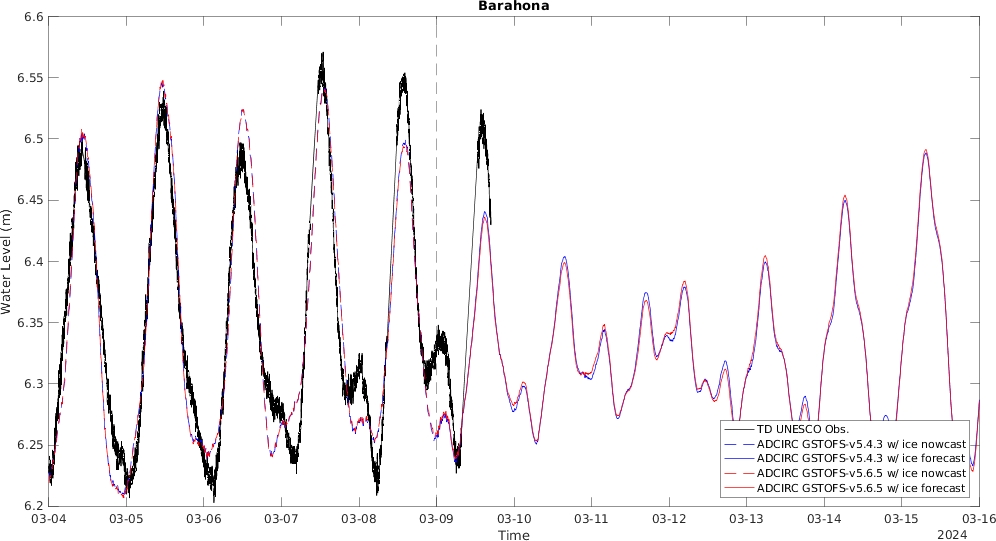 Barahona
6.6
6.55
6.5
6.45
6.4
6.35
6.3
6.25
6.2
Water Level (m)
03-04 03-05 03-06 03-07 03-08 03-09 03-10 03-11 03-12 03-13 03-14 03-15 03-16
Time
2024
TD UNESCO Obs.
ADCIRC GSTOFS-v5.4.3 w/ ice nowcast
ADCIRC GSTOFS-v5.4.3 w/ ice forecast
ADCIRC GSTOFS-v5.6.5 w/ ice nowcast
ADCIRC GSTOFS-v5.6.5 w/ ice forecast